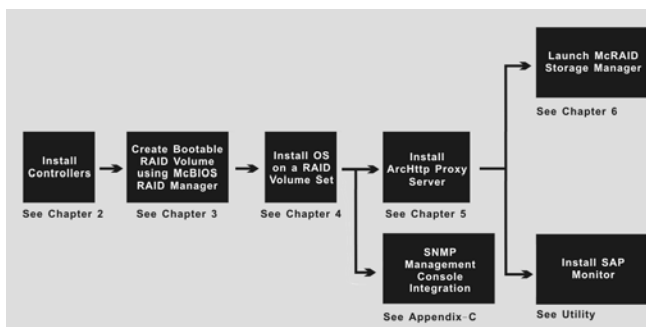 Install
Controllers
See Chapter 2
Create Bootable
RAID Volume
using McBIOS
RAID Manager
See Chapter 3
Install OS
on a RAID
Volume Set
See Chapter 4
Install
ArcHttp Proxy
Server
See Chapter 5
SNMP
Management
Console
Integration
See Appendix-C
Launch McRAID
Storage Manager
See Chapter 6
Install SAP
Monitor
See Utility